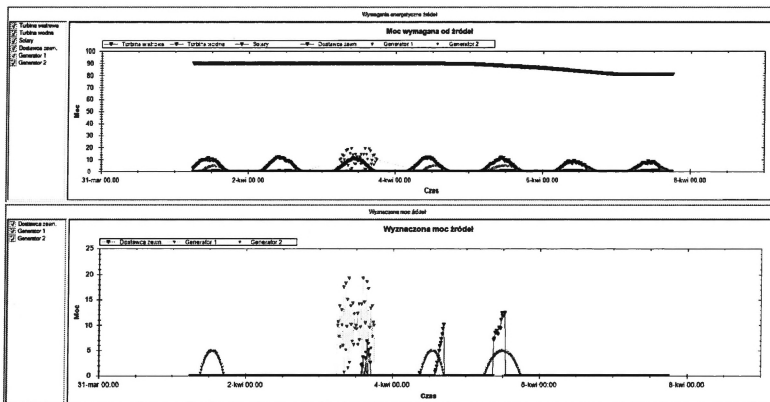 Wymagania energetyczne źródeł
Turbina wiatrowa
Turbina wodna
Solary
Dostawca zewn.
Generator 1
Generator 2
Moc wymagana od źródeł
Turbina wiatrowa Turbina wodna Solary Dostawca zewn. Generator 1 Generator 2
Moc
100
90
80
70
60
50
40
30
20
10
0
31-mar 00.00 2-kwi 00.00 4-kwi 00.00 6-kwi 00.00 8-kwi 00.00
Czas
Wyznaczona moc źródeł
Dostawca zewn.
Generator 1
Generator 2
Wyznaczona moc źródeł
Dostawca zewn. Generator 1 Generator 2
Moc
25
20
15
10
5
0
31-mar 00.00 2-kwi 00.00 4-kwi 00.00 6-kwi 00.00 8-kwi 00.00
Czas